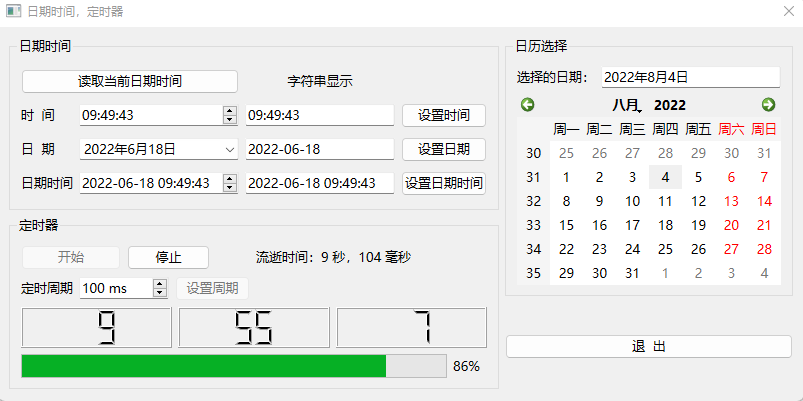 日期时间，定时器
日期时间
读取当前日期时间 字符串显示
时 间 09:49:43 09:49:43 设置时间
日 期 2022年6月18日 2022-06-18 设置日期
日期时间 2022-06-18 09:49:43 2022-06-18 09:49:43 设置日期时间
定时器
开始 停止 流逝时间：9 秒，104 毫秒
定时周期 100 ms 设置周期
9 55 7
86%
日历选择
选择的日期： 2022年8月4日
八月, 2022
周一 周二 周三 周四 周五 周六 周日
30 25 26 27 28 29 30 31
31 1 2 3 4 5 6 7
32 8 9 10 11 12 13 14
33 15 16 17 18 19 20 21
34 22 23 24 25 26 27 28
35 29 30 31 1 2 3 4
退 出